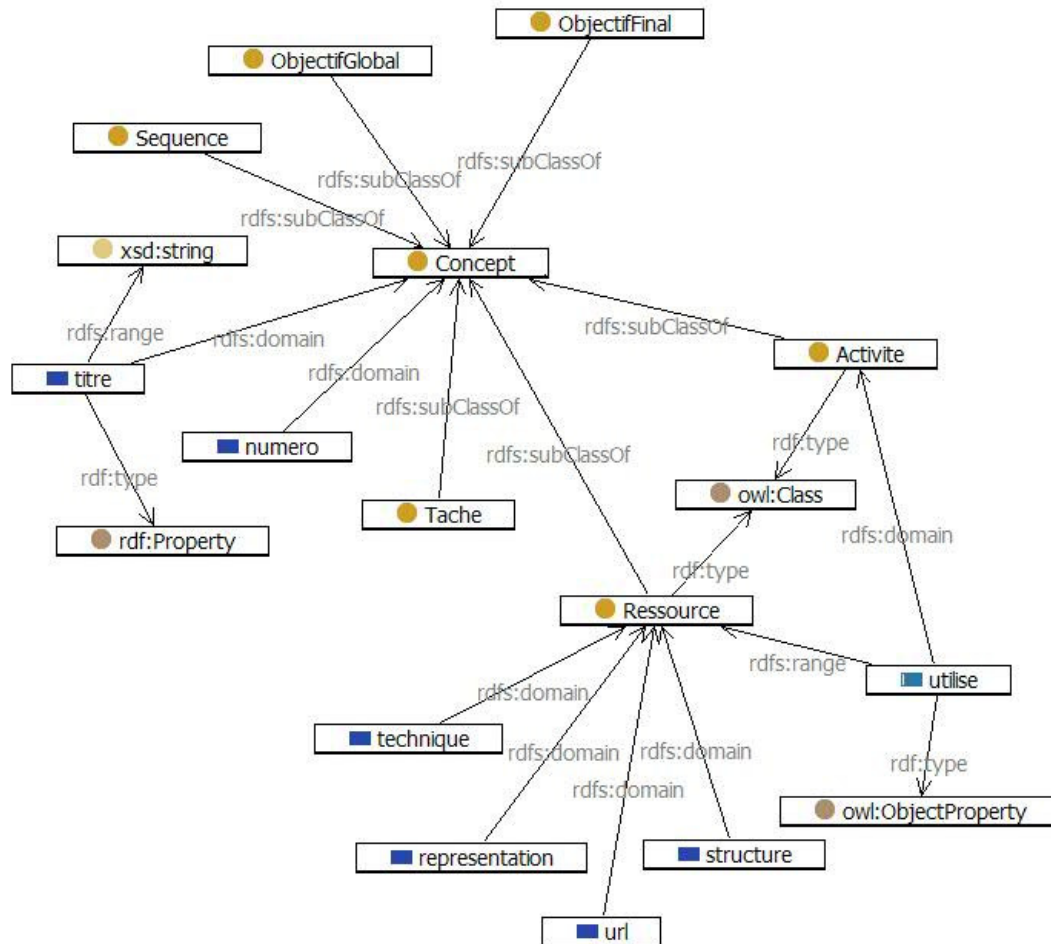 ObjectifFinal
ObjectifGlobal
Sequence
rdfs:subClassOf
rdfs:subClassOf
rdfs:subClassOf
xsd:string
Concept
rdfs:range
rdfs:domain
rdfs:subClassOf
Activite
titre
rdfs:domain
rdfs:subClassOf
numero
rdfs:subClassOf
rdf:type
rdf:type
owl:Class
Tache
rdf:Property
rdfs:domain
rdf:type
Ressource
rdfs:range
utilise
rdfs:domain
technique
rdfs:domain
rdfs:domain
rdf:type
rdfs:domain
owl:ObjectProperty
representation
structure
url